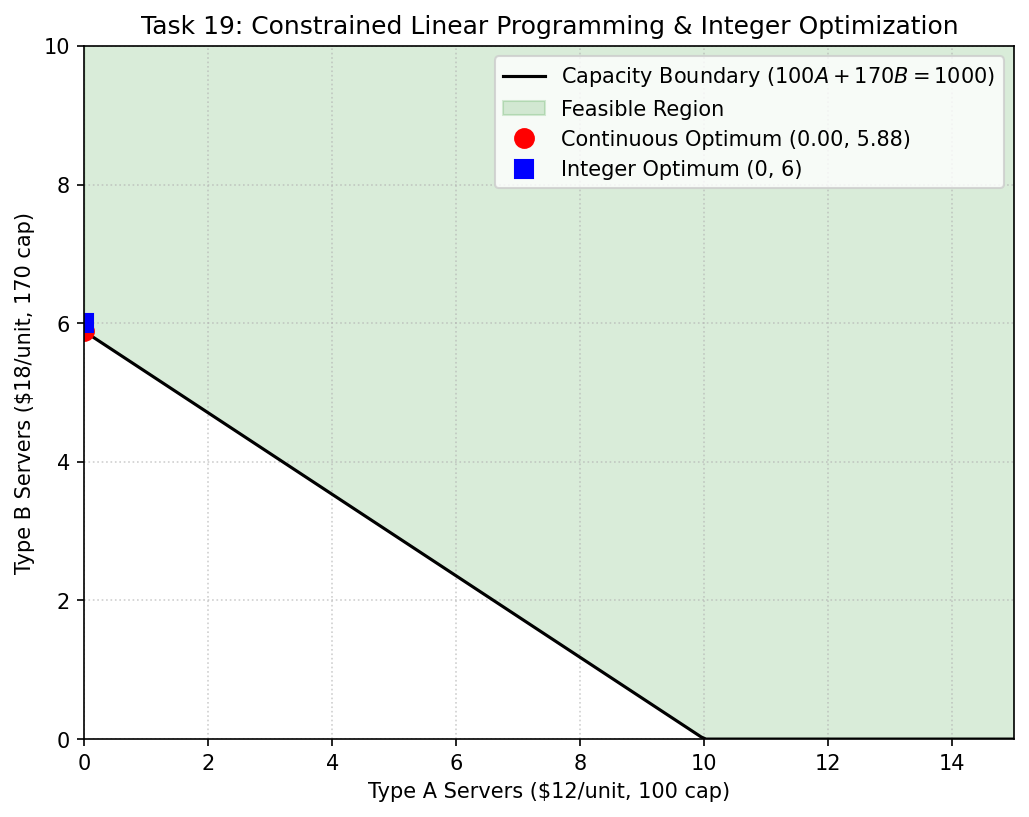 Task 19: Constrained Linear Programming & Integer Optimization
Capacity Boundary (100A + 170B = 1000)
Feasible Region
Continuous Optimum (0.00, 5.88)
Integer Optimum (0, 6)
Type B Servers ($18/unit, 170 cap)
10
8
6
4
2
0
0 2 4 6 8 10 12 14
Type A Servers ($12/unit, 100 cap)